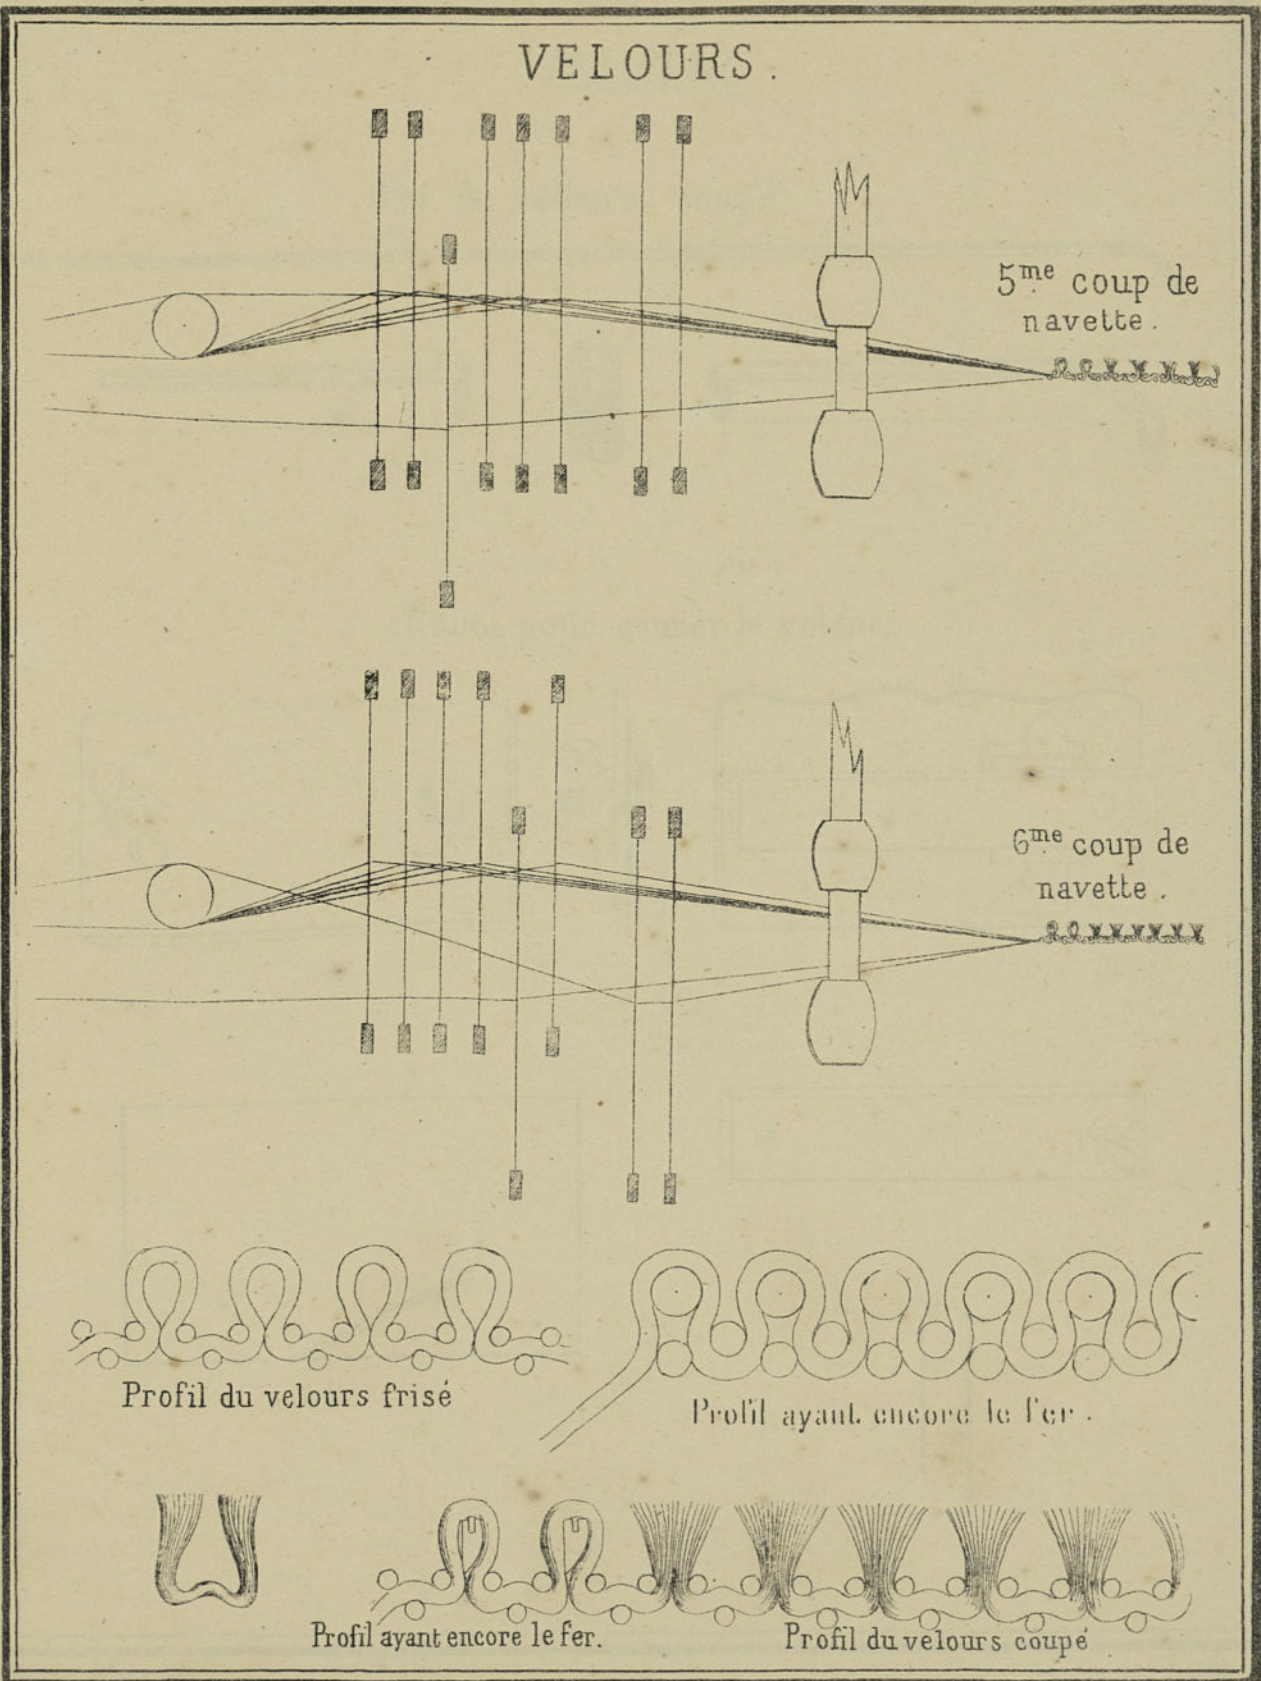 VELOURS.
5me coup de
navette.
6me coup de
navette.
Profil du velours frisé
Profil ayant encore le fer.
Profil ayant encore le fer.
Profil du velours coupé